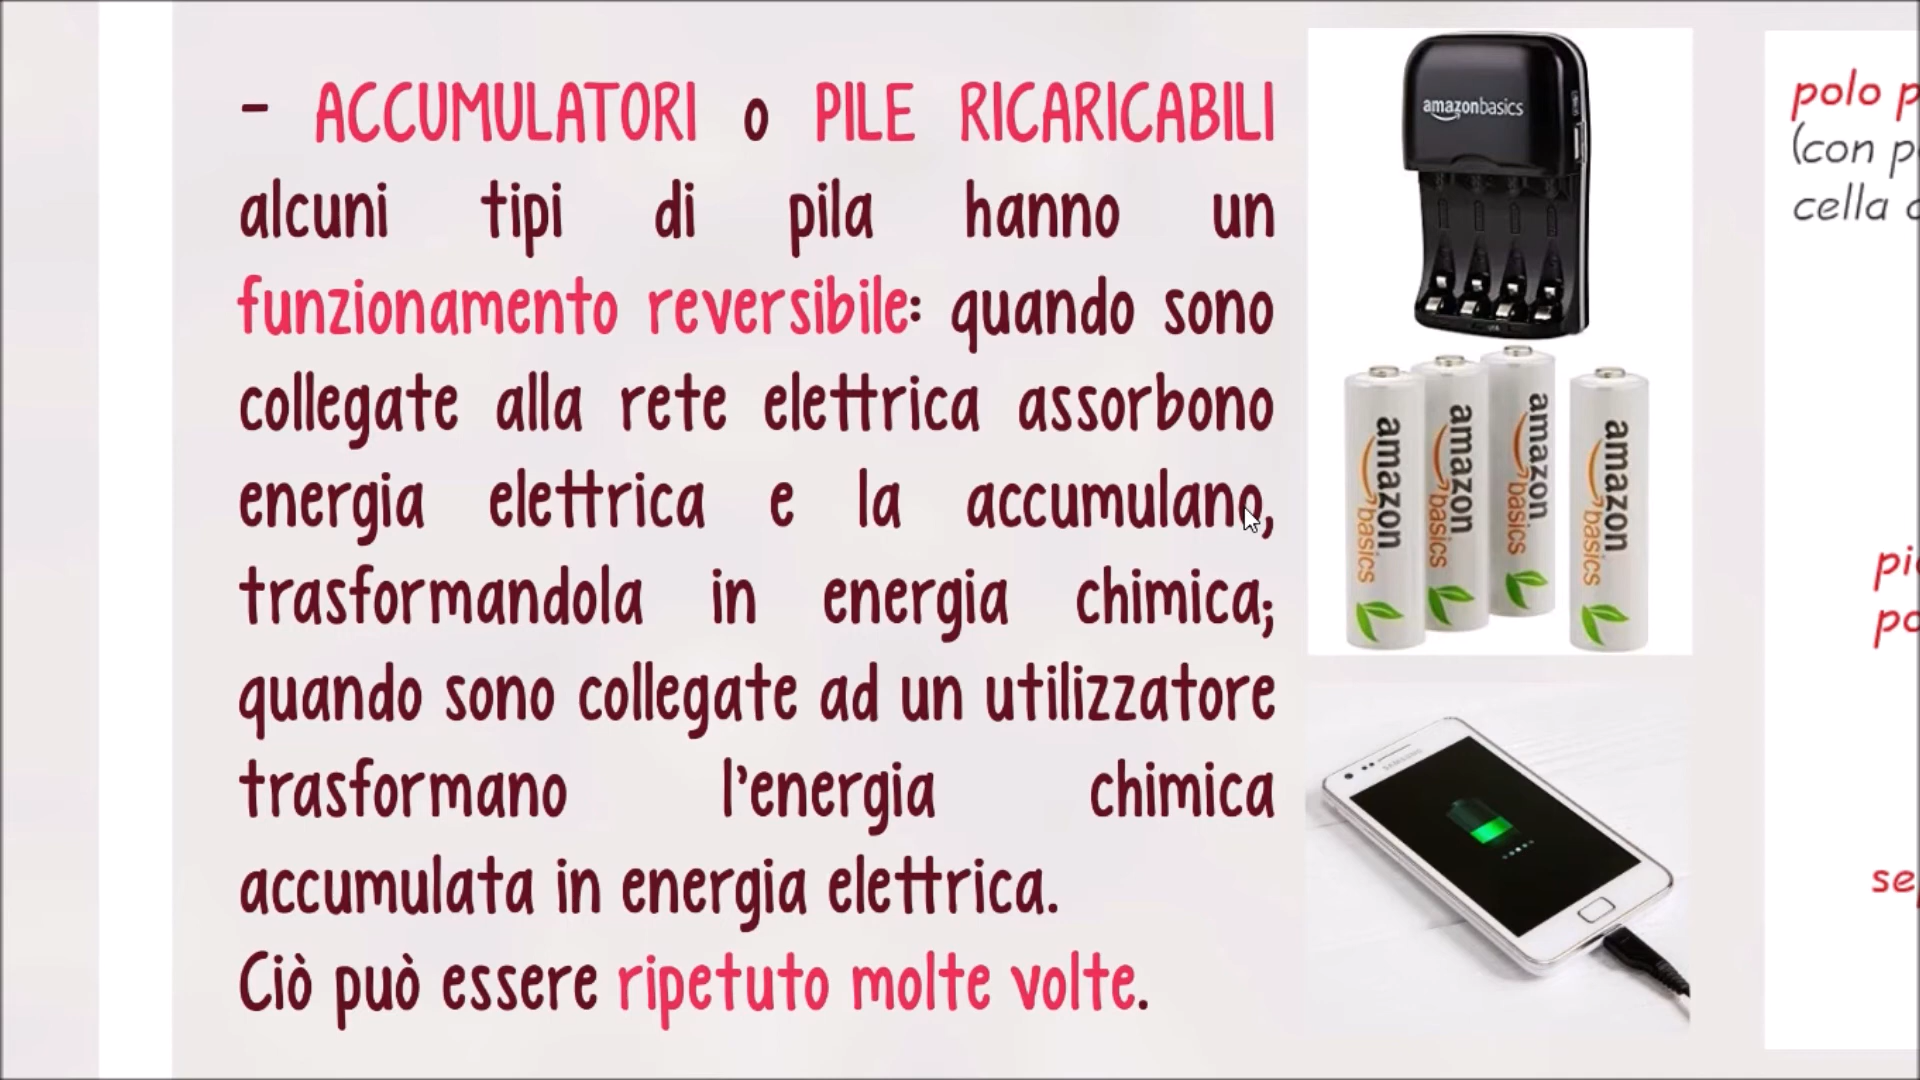 - ACCUMULATORI o PILE RICARICABILI
alcuni tipi di pila hanno un
funzionamento reversibile: quando sono
collegate alla rete elettrica assorbono
energia elettrica e la accumulano,
trasformandola in energia chimica;
quando sono collegate ad un utilizzatore
trasformano l'energia chimica
accumulata in energia elettrica.
Ciò può essere ripetuto molte volte.
amazonbasics
amazon basics
amazon basics
amazon basics
amazon basics
SAMSUNG
polo p
(con p
cella